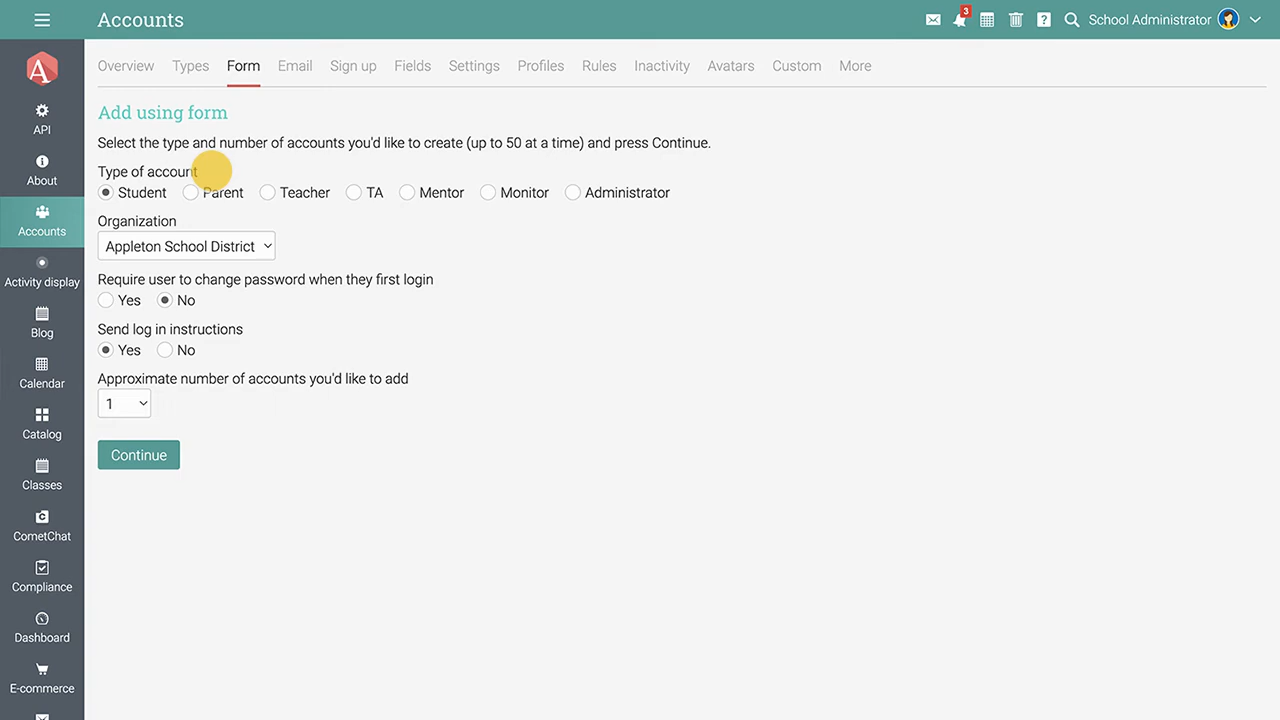 Accounts
3
School Administrator
Overview Types Form Email Sign up Fields Settings Profiles Rules Inactivity Avatars Custom More
API
About
Accounts
Activity display
Blog
Calendar
Catalog
Classes
CometChat
Compliance
Dashboard
E-commerce
Add using form
Select the type and number of accounts you'd like to create (up to 50 at a time) and press Continue.
Type of account
Student Parent Teacher TA Mentor Monitor Administrator
Organization
Appleton School District
Require user to change password when they first login
Yes No
Send log in instructions
Yes No
Approximate number of accounts you'd like to add
1
Continue